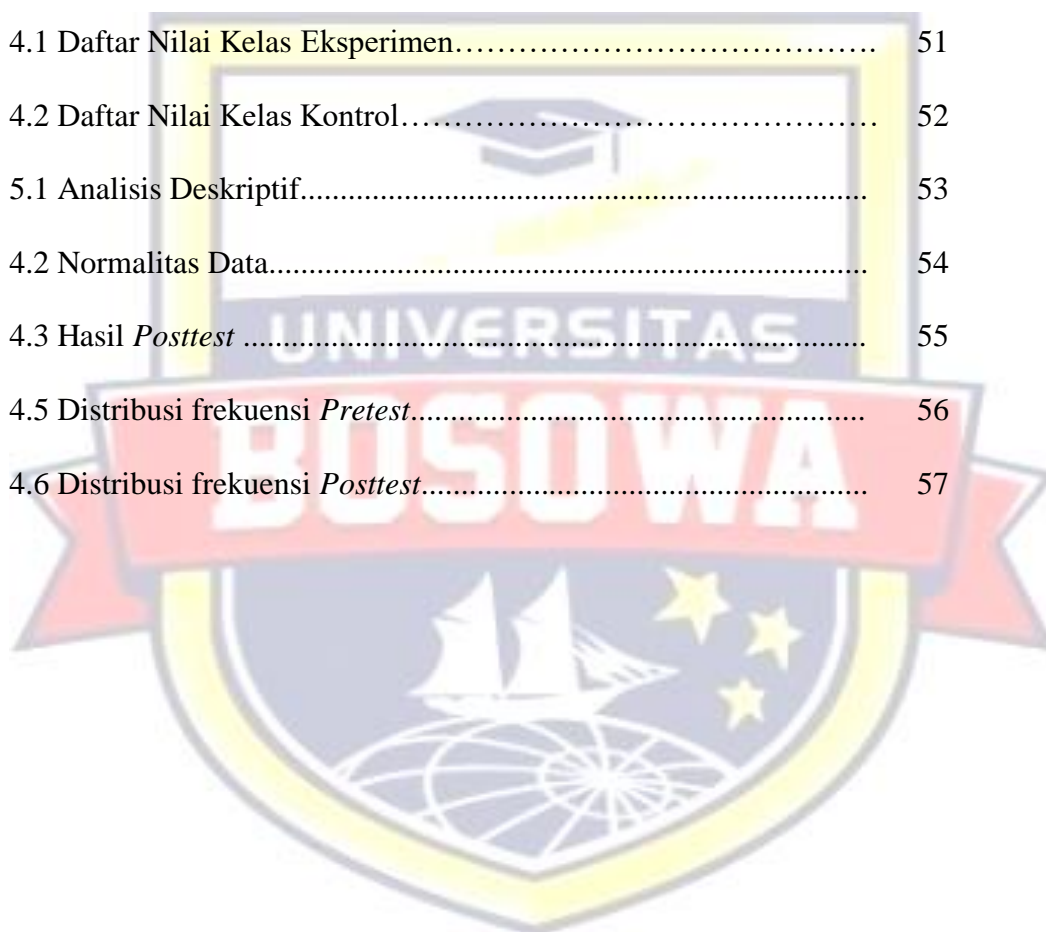 4.1 Daftar Nilai Kelas Eksperimen…………………………………. 51
4.2 Daftar Nilai Kelas Kontrol……………………………………… 52
5.1 Analisis Deskriptif....................................................................... 53
4.2 Normalitas Data........................................................................... 54
4.3 Hasil Posttest .............................................................................. 55
UNIVERSITAS
4.5 Distribusi frekuensi Pretest......................................................... 56
BOSOWA
4.6 Distribusi frekuensi Posttest........................................................ 57